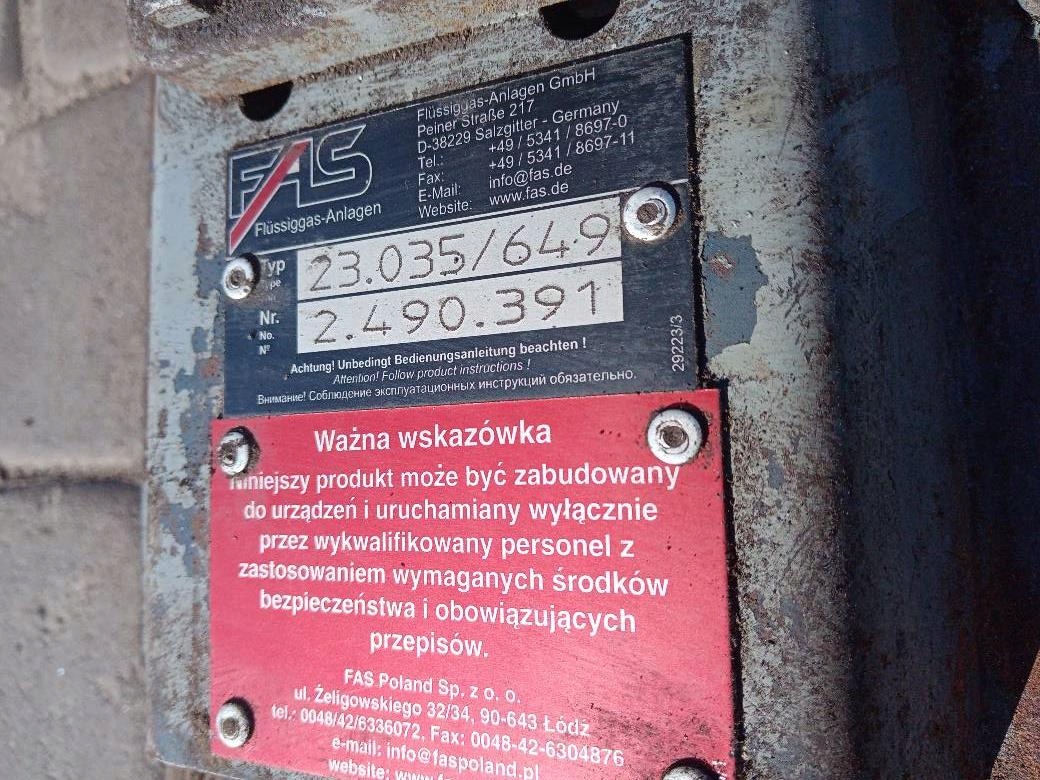 FAS
Flüssiggas-Anlagen
Flüssiggas-Anlagen GmbH
Peiner Straße 217
D-38229 Salzgitter - Germany
Tel.: +49 / 5341 / 8697-0
Fax: +49 / 5341 / 8697-11
E-Mail: info@fas.de
Website: www.fas.de
Typ 23.035/649
Nr. 2.490.391
No.
№
Achtung! Unbedingt Bedienungsanleitung beachten !
Attention! Follow product instructions !
Внимание! Соблюдение эксплуатационных инструкций обязательно.
29223/3
Ważna wskazówka
Niniejszy produkt może być zabudowany
do urządzeń i uruchamiany wyłącznie
przez wykwalifikowany personel z
zastosowaniem wymaganych środków
bezpieczeństwa i obowiązujących
przepisów.
FAS Poland Sp. z o. o.
ul. Żeligowskiego 32/34, 90-643 Łódź
tel.: 0048/42/6336072, Fax: 0048-42-6304876
e-mail: info@faspoland.pl
website: